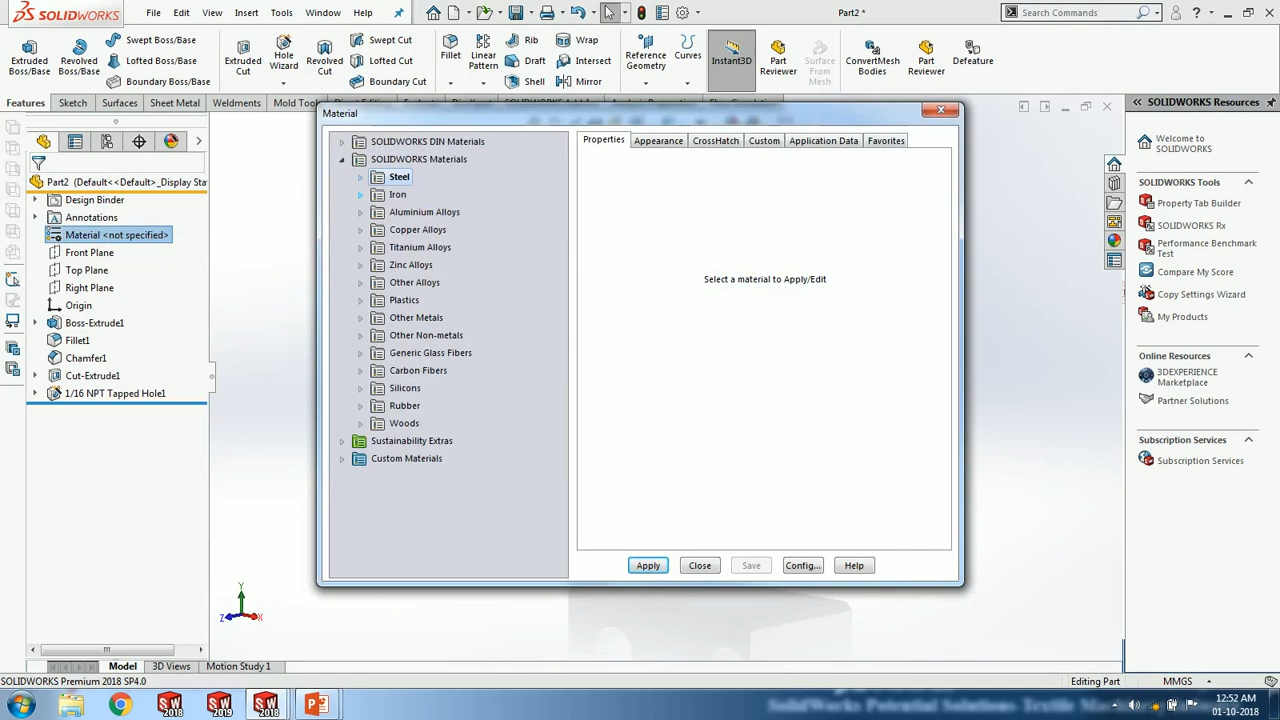 SOLIDWORKS File Edit View Insert Tools Window Help Part2 * Search Commands
Extruded Boss/Base
Revolved Boss/Base
Swept Boss/Base
Lofted Boss/Base
Boundary Boss/Base
Extruded Cut
Hole Wizard
Revolved Cut
Swept Cut
Lofted Cut
Boundary Cut
Fillet
Linear Pattern
Rib
Draft
Shell
Wrap
Intersect
Mirror
Reference Geometry
Curves
Instant3D
Part Reviewer
Surface From Mesh
ConvertMesh Bodies
Part Reviewer
Defeature
Features Sketch Surfaces Sheet Metal Weldments Mold Tools
Part2 (Default<<Default>_Display Sta
Design Binder
Annotations
Material <not specified>
Front Plane
Top Plane
Right Plane
Origin
Boss-Extrude1
Fillet1
Chamfer1
Cut-Extrude1
1/16 NPT Tapped Hole1
Material
SOLIDWORKS DIN Materials
SOLIDWORKS Materials
Steel
Iron
Aluminium Alloys
Copper Alloys
Titanium Alloys
Zinc Alloys
Other Alloys
Plastics
Other Metals
Other Non-metals
Generic Glass Fibers
Carbon Fibers
Silicons
Rubber
Woods
Sustainability Extras
Custom Materials
Properties Appearance CrossHatch Custom Application Data Favorites
Select a material to Apply/Edit
Apply Close Save Config... Help
SOLIDWORKS Resources
Welcome to
SOLIDWORKS
SOLIDWORKS Tools
Property Tab Builder
SOLIDWORKS Rx
Performance Benchmark
Test
Compare My Score
Copy Settings Wizard
My Products
Online Resources
3DEXPERIENCE
Marketplace
Partner Solutions
Subscription Services
Subscription Services
Y
Z X
Model 3D Views Motion Study 1
SOLIDWORKS Premium 2018 SP4.0 Editing Part MMGS
SW 2018 SW 2019 SW 2018
SolidWorks Potential Solutions Textile
12:52 AM
01-10-2018